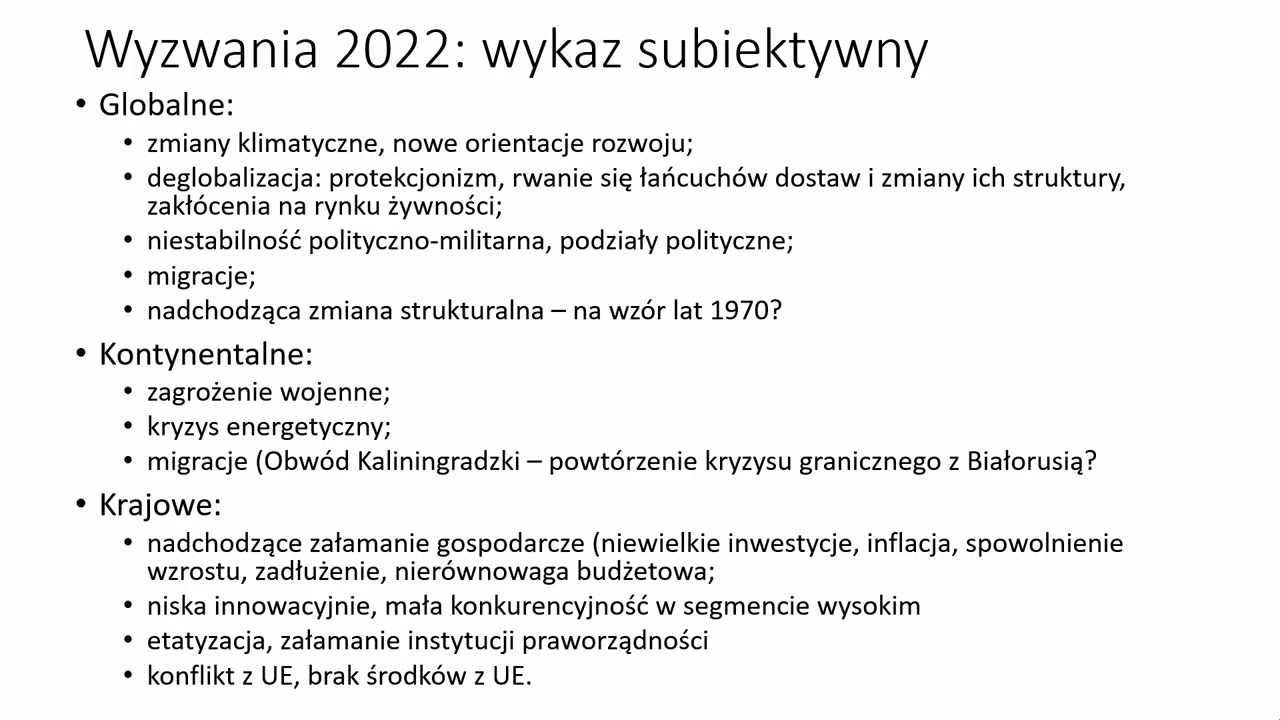 Wyzwania 2022: wykaz subiektywny
• Globalne:
• zmiany klimatyczne, nowe orientacje rozwoju;
• deglobalizacja: protekcjonizm, rwanie się łańcuchów dostaw i zmiany ich struktury,
zakłócenia na rynku żywności;
• niestabilność polityczno-militarna, podziały polityczne;
• migracje;
• nadchodząca zmiana strukturalna – na wzór lat 1970?
• Kontynentalne:
• zagrożenie wojenne;
• kryzys energetyczny;
• migracje (Obwód Kaliningradzki – powtórzenie kryzysu granicznego z Białorusią?
• Krajowe:
• nadchodzące załamanie gospodarcze (niewielkie inwestycje, inflacja, spowolnienie
wzrostu, zadłużenie, nierównowaga budżetowa;
• niska innowacyjnie, mała konkurencyjność w segmencie wysokim
• etatyzacja, załamanie instytucji praworządności
• konflikt z UE, brak środków z UE.